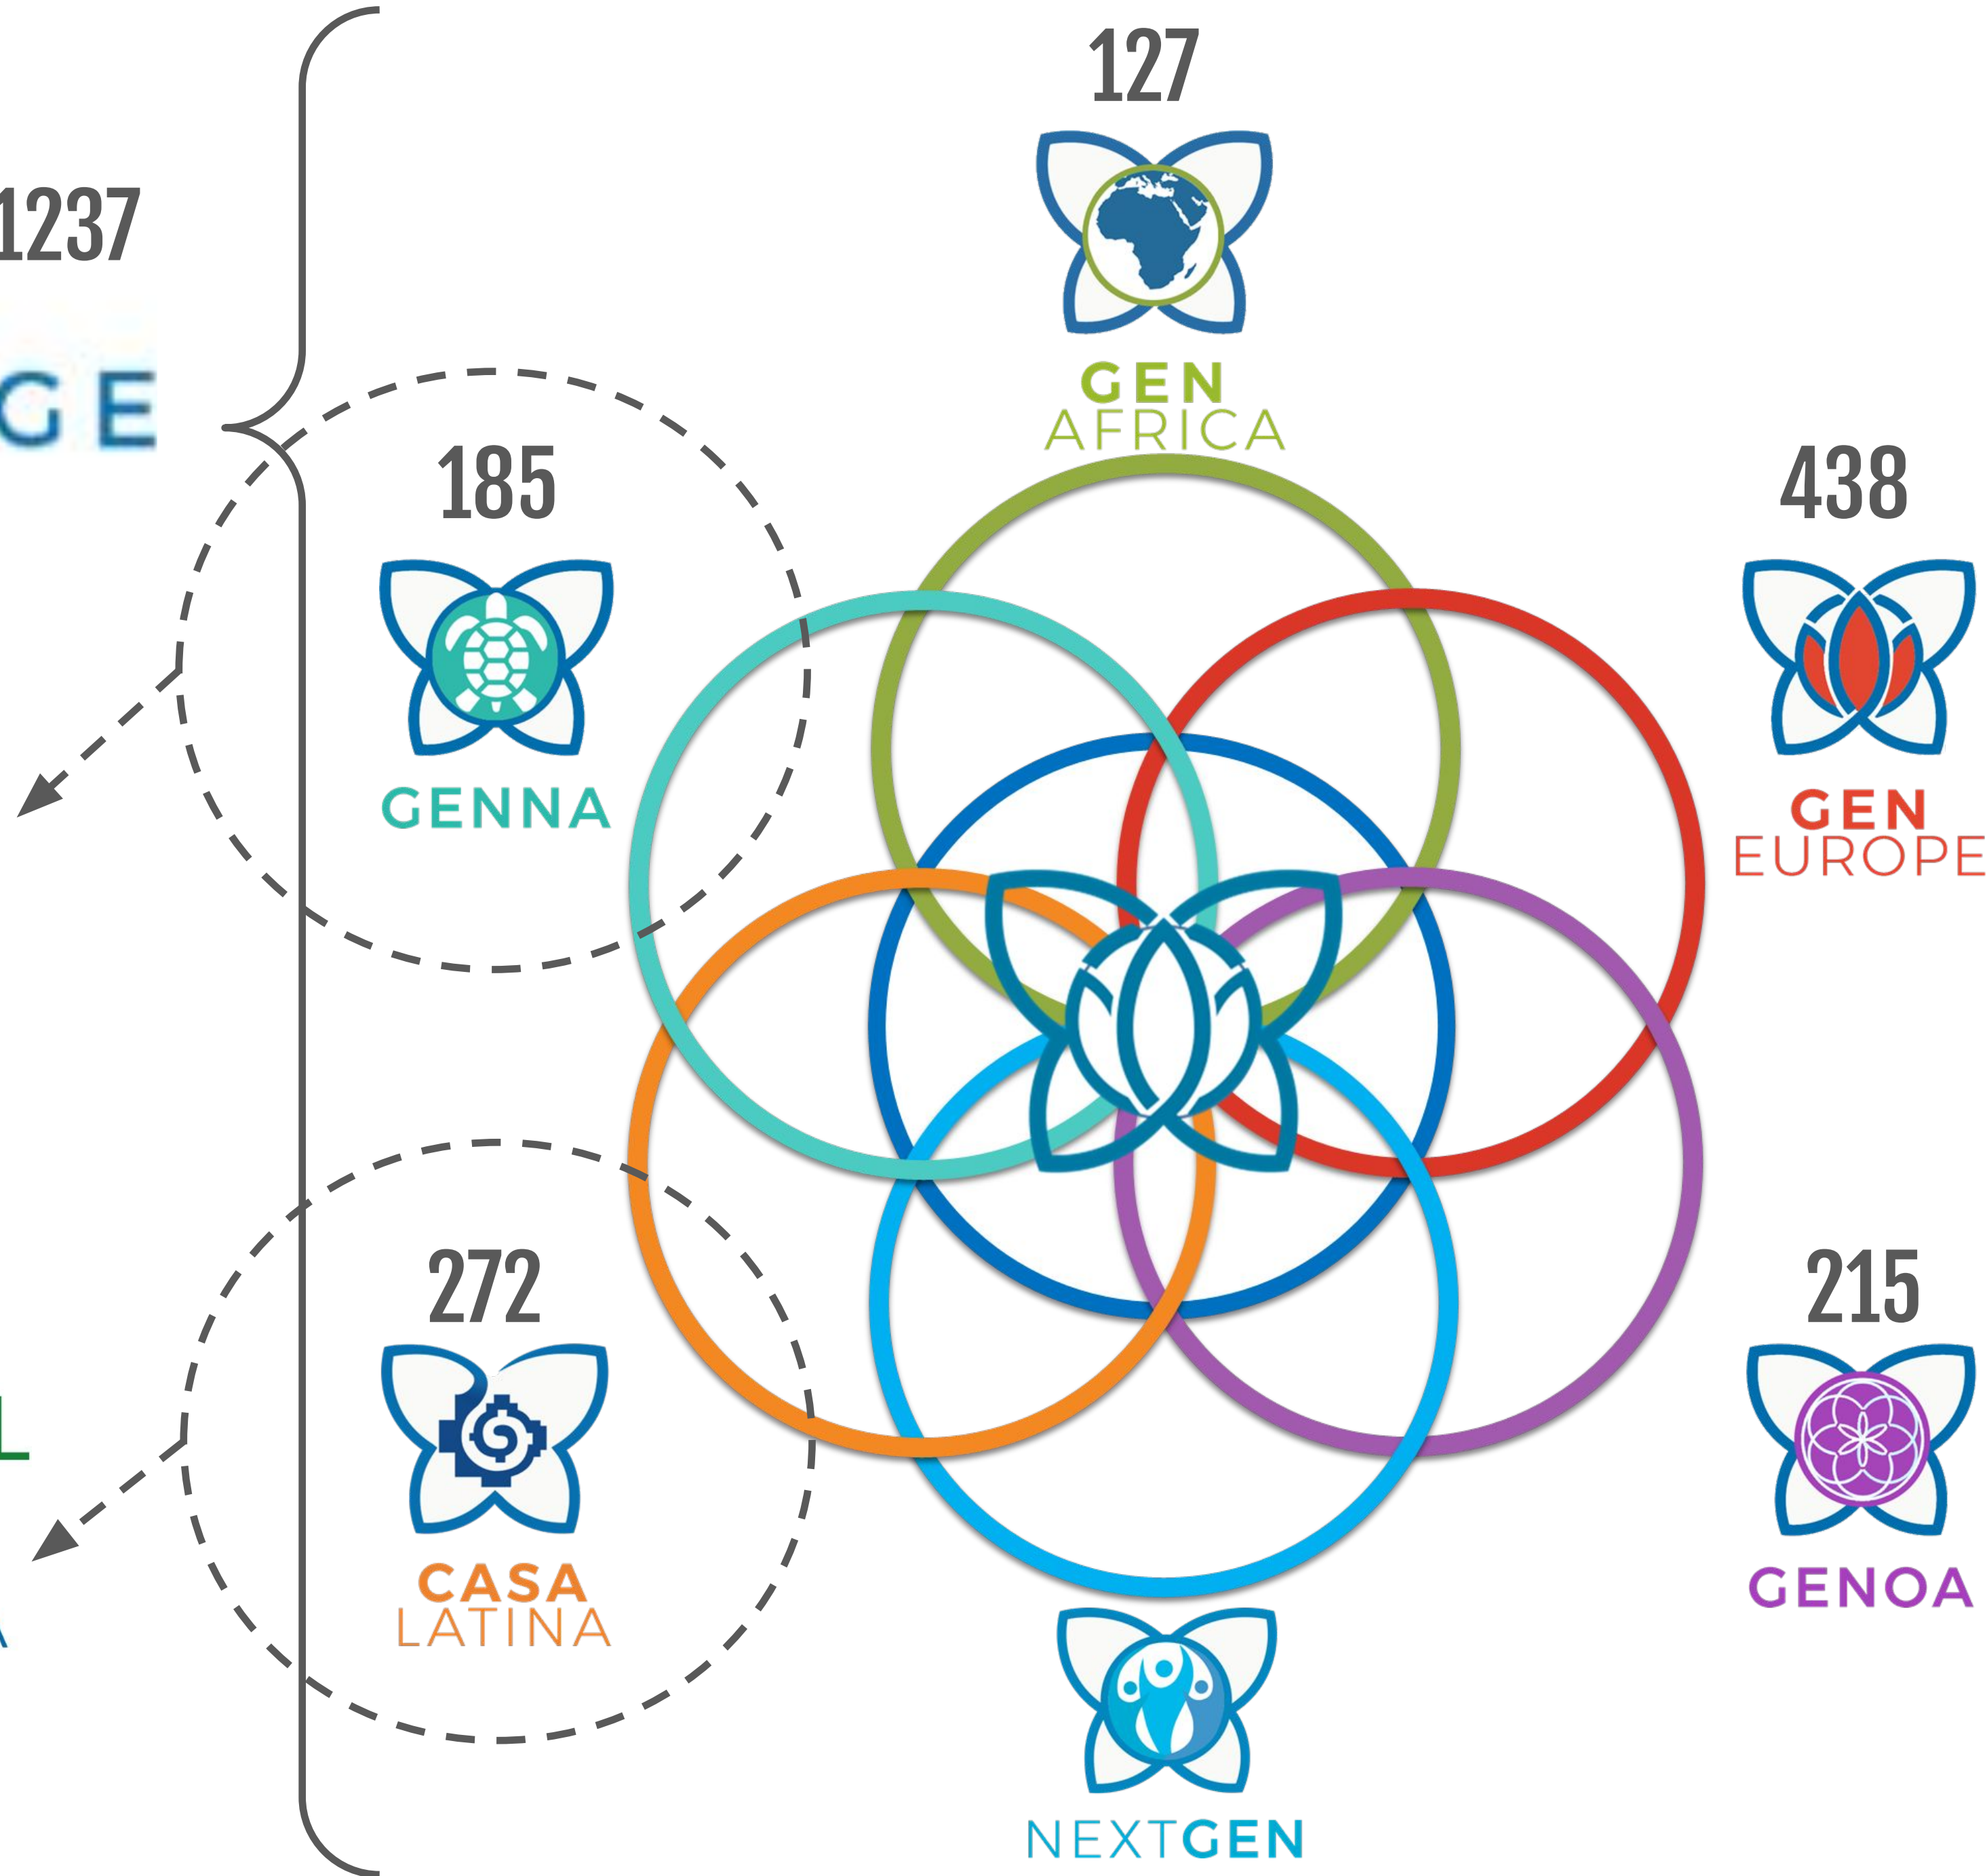 127
1237
GE
GEN
AFRICA
185
GENNA
438
GEN
EUROPE
272
CASA
LATINA
215
GENOA
L
A
NEXTGEN